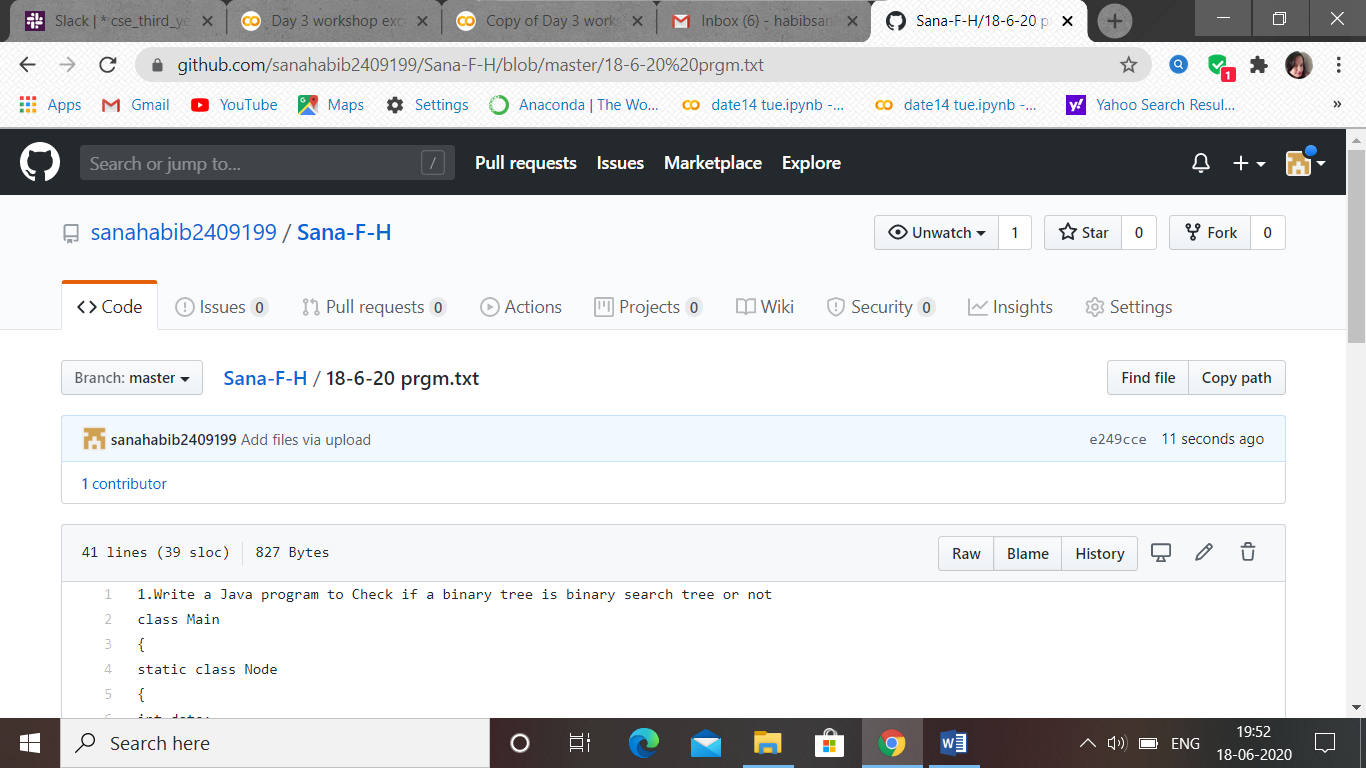 Slack | * cse_third_ye
Day 3 workshop exc
Copy of Day 3 works
Inbox (6) - habibsan
Sana-F-H/18-6-20 p
github.com/sanahabib2409199/Sana-F-H/blob/master/18-6-20%20prgm.txt
1
Apps Gmail YouTube Maps Settings Anaconda | The Wo... date14 tue.ipynb -... date14 tue.ipynb -... Yahoo Search Resul... »
Search or jump to... / Pull requests Issues Marketplace Explore
sanahabib2409199 / Sana-F-H Unwatch 1 Star 0 Fork 0
Code Issues 0 Pull requests 0 Actions Projects 0 Wiki Security 0 Insights Settings
Branch: master Sana-F-H / 18-6-20 prgm.txt Find file Copy path
sanahabib2409199 Add files via upload e249cce 11 seconds ago
1 contributor
41 lines (39 sloc) 827 Bytes Raw Blame History
1 1.Write a Java program to Check if a binary tree is binary search tree or not
2 class Main
3 {
4 static class Node
5 {
6 int data;
Search here ENG 19:52
18-06-2020